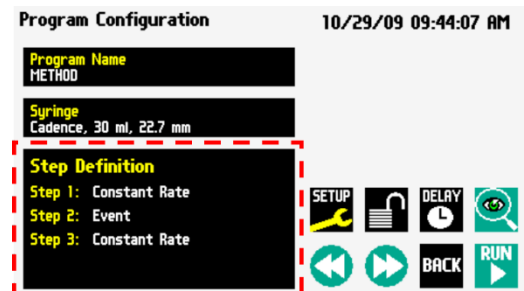 Program Configuration
10/29/09 09:44:07 AM
Program Name
METHOD
Syringe
Cadence, 30 ml, 22.7 mm
Step Definition
Step 1: Constant Rate
Step 2: Event
Step 3: Constant Rate
SETUP
DELAY
BACK
RUN